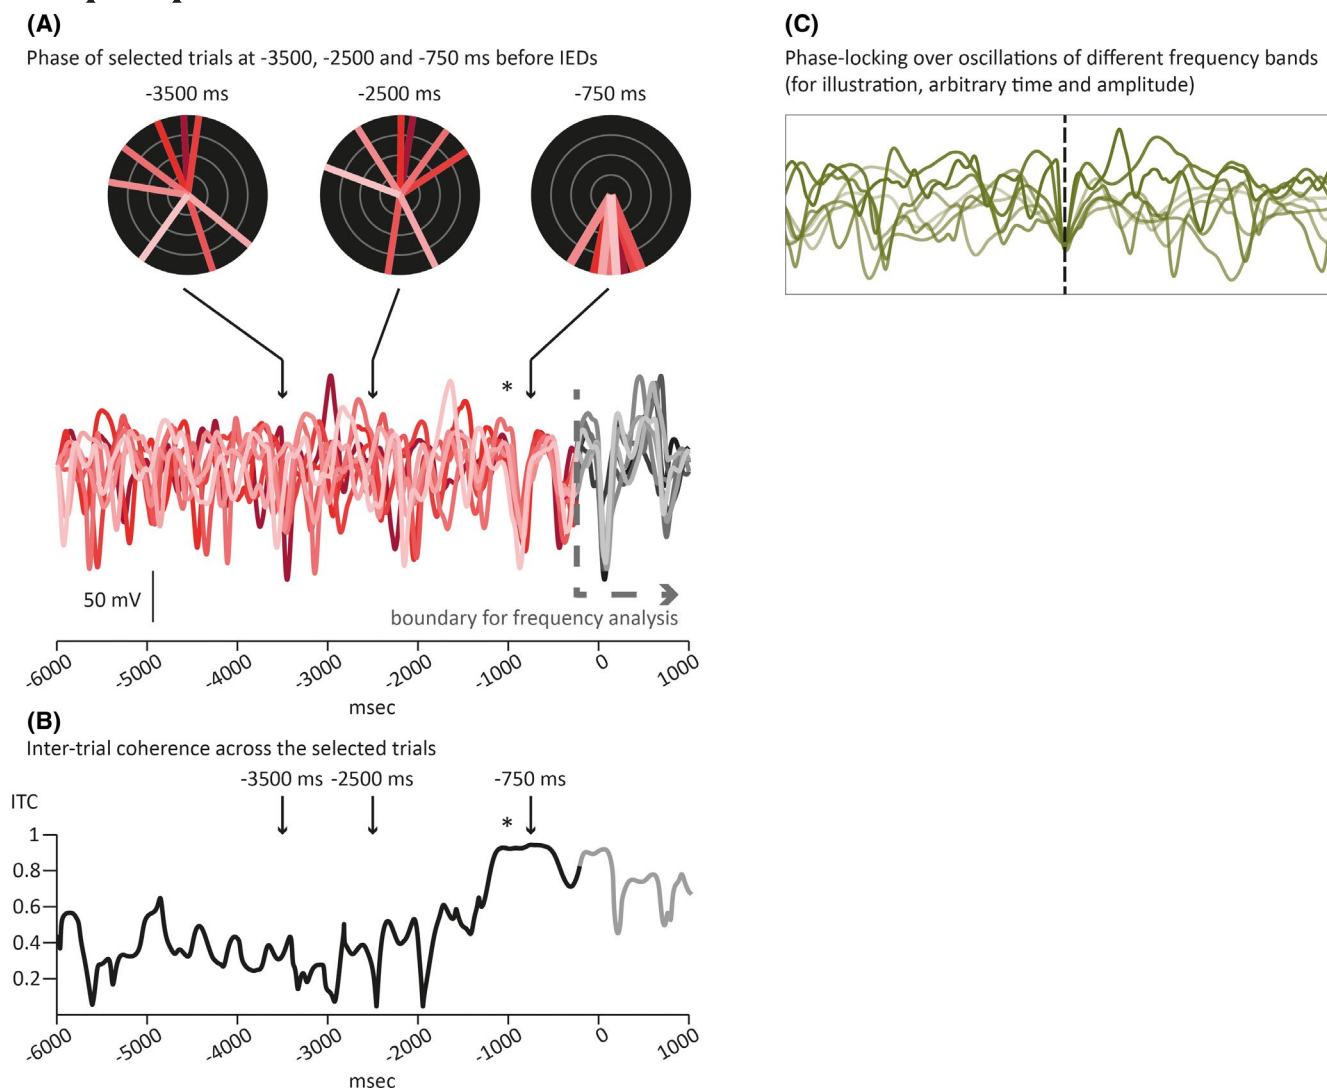 (A)
Phase of selected trials at -3500, -2500 and -750 ms before IEDs
-3500 ms
-2500 ms
-750 ms
*
50 mV
boundary for frequency analysis
-6000
-5000
-4000
-3000
-2000
-1000
0
1000
msec
(B)
Inter-trial coherence across the selected trials
-3500 ms
-2500 ms
-750 ms
ITC
*
1
0.8
0.6
0.4
0.2
-6000
-5000
-4000
-3000
-2000
-1000
0
1000
msec
(C)
Phase-locking over oscillations of different frequency bands
(for illustration, arbitrary time and amplitude)